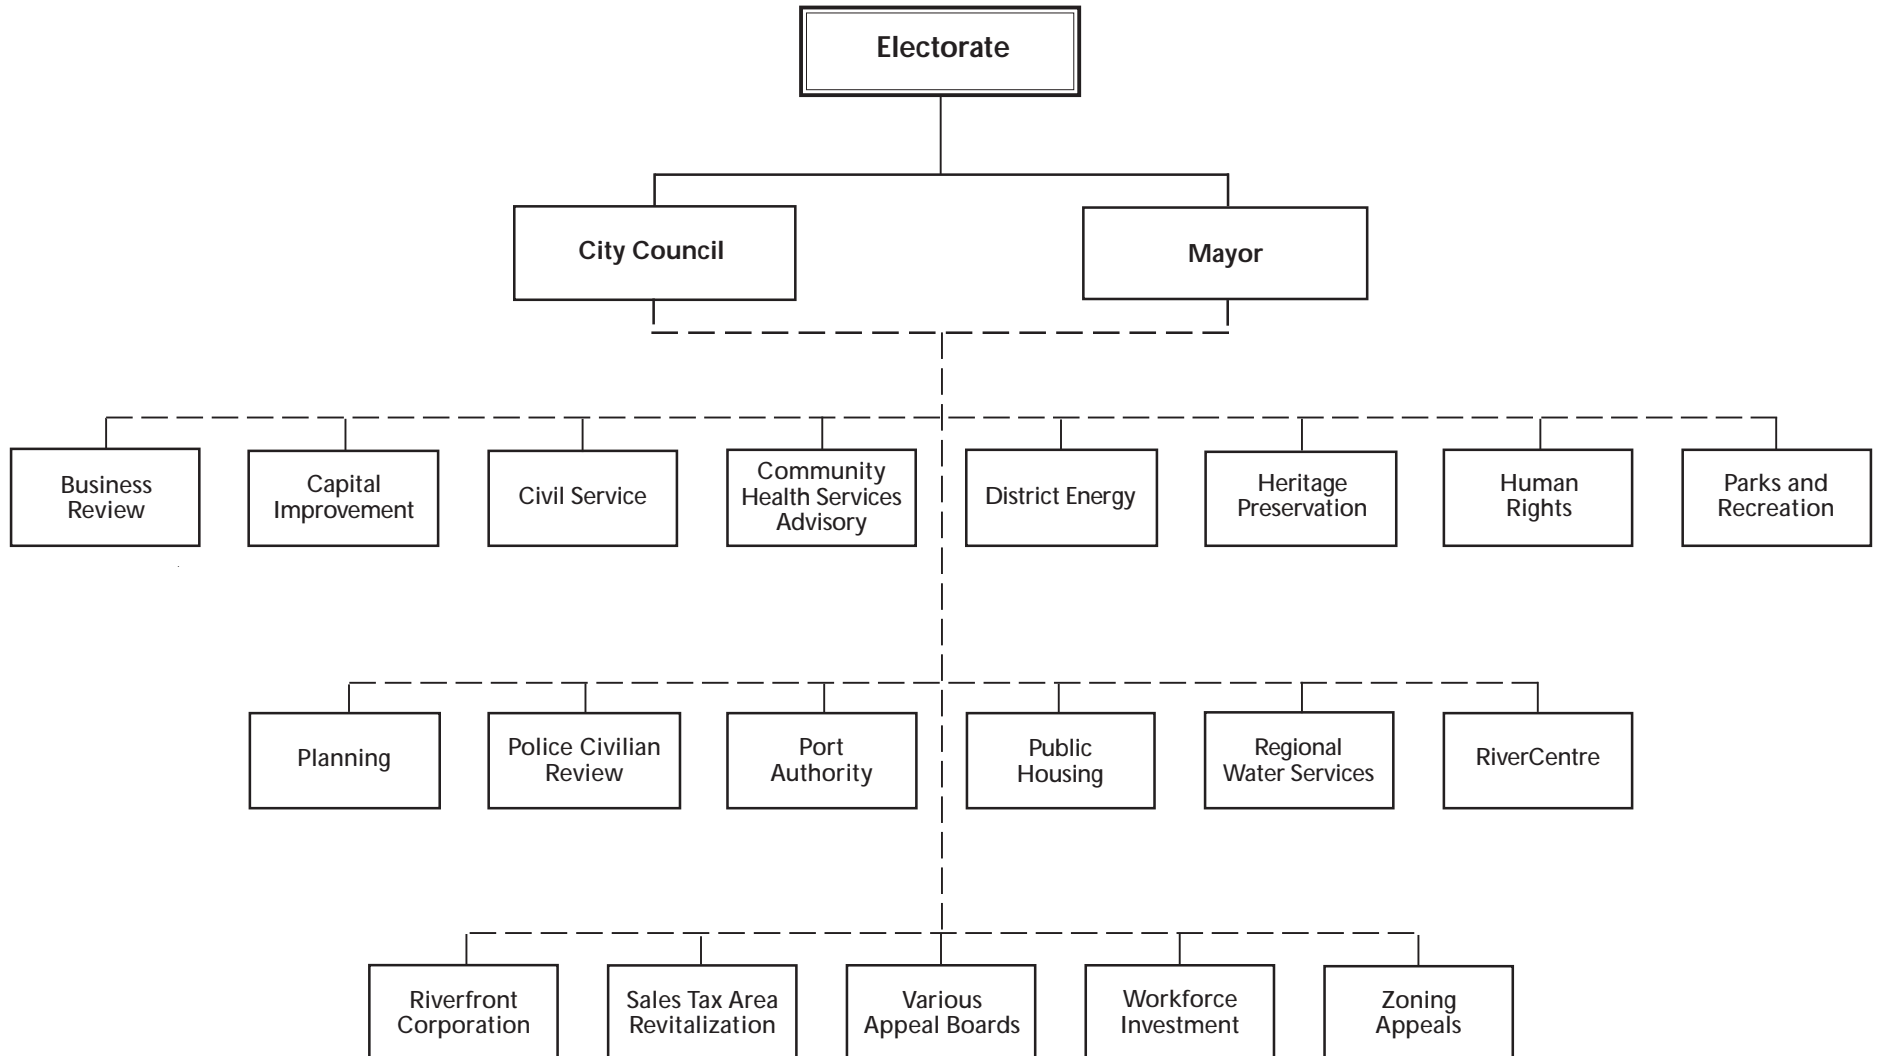 Electorate
City Council
Mayor
Business
Review
Capital
Improvement
Civil Service
Community
Health Services
Advisory
District Energy
Heritage
Preservation
Human
Rights
Parks and
Recreation
Planning
Police Civilian
Review
Port
Authority
Public
Housing
Regional
Water Services
RiverCentre
Riverfront
Corporation
Sales Tax Area
Revitalization
Various
Appeal Boards
Workforce
Investment
Zoning
Appeals